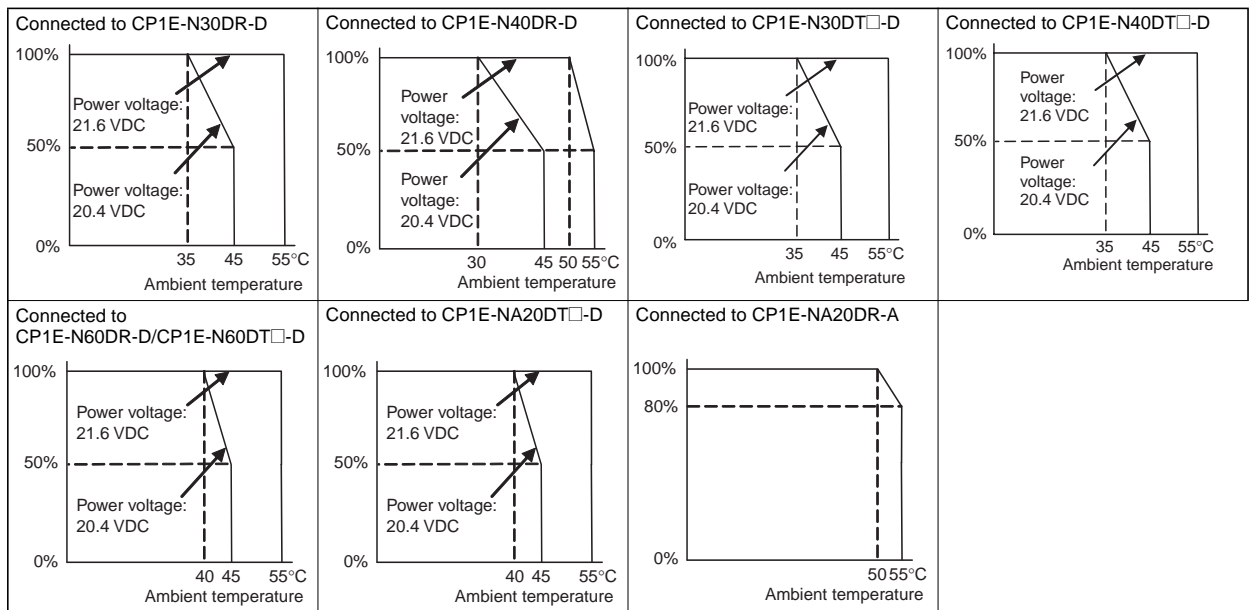 Connected to CP1E-N30DR-D
100%
Power voltage:
21.6 VDC
50%
Power voltage:
20.4 VDC
0%
35 45 55°C
Ambient temperature
Connected to CP1E-N40DR-D
100%
Power
voltage:
21.6 VDC
50%
Power
voltage:
20.4 VDC
0%
30 45 50 55°C
Ambient temperature
Connected to CP1E-N30DT□-D
100%
Power voltage:
21.6 VDC
50%
Power voltage:
20.4 VDC
0%
35 45 55°C
Ambient temperature
Connected to CP1E-N40DT□-D
100%
Power
voltage:
21.6 VDC
50%
Power
voltage:
20.4 VDC
0%
35 45 55°C
Ambient temperature
Connected to
CP1E-N60DR-D/CP1E-N60DT□-D
100%
Power voltage:
21.6 VDC
50%
Power voltage:
20.4 VDC
0%
40 45 55°C
Ambient temperature
Connected to CP1E-NA20DT□-D
100%
Power voltage:
21.6 VDC
50%
Power voltage:
20.4 VDC
0%
40 45 55°C
Ambient temperature
Connected to CP1E-NA20DR-A
100%
80%
0%
50 55°C
Ambient temperature